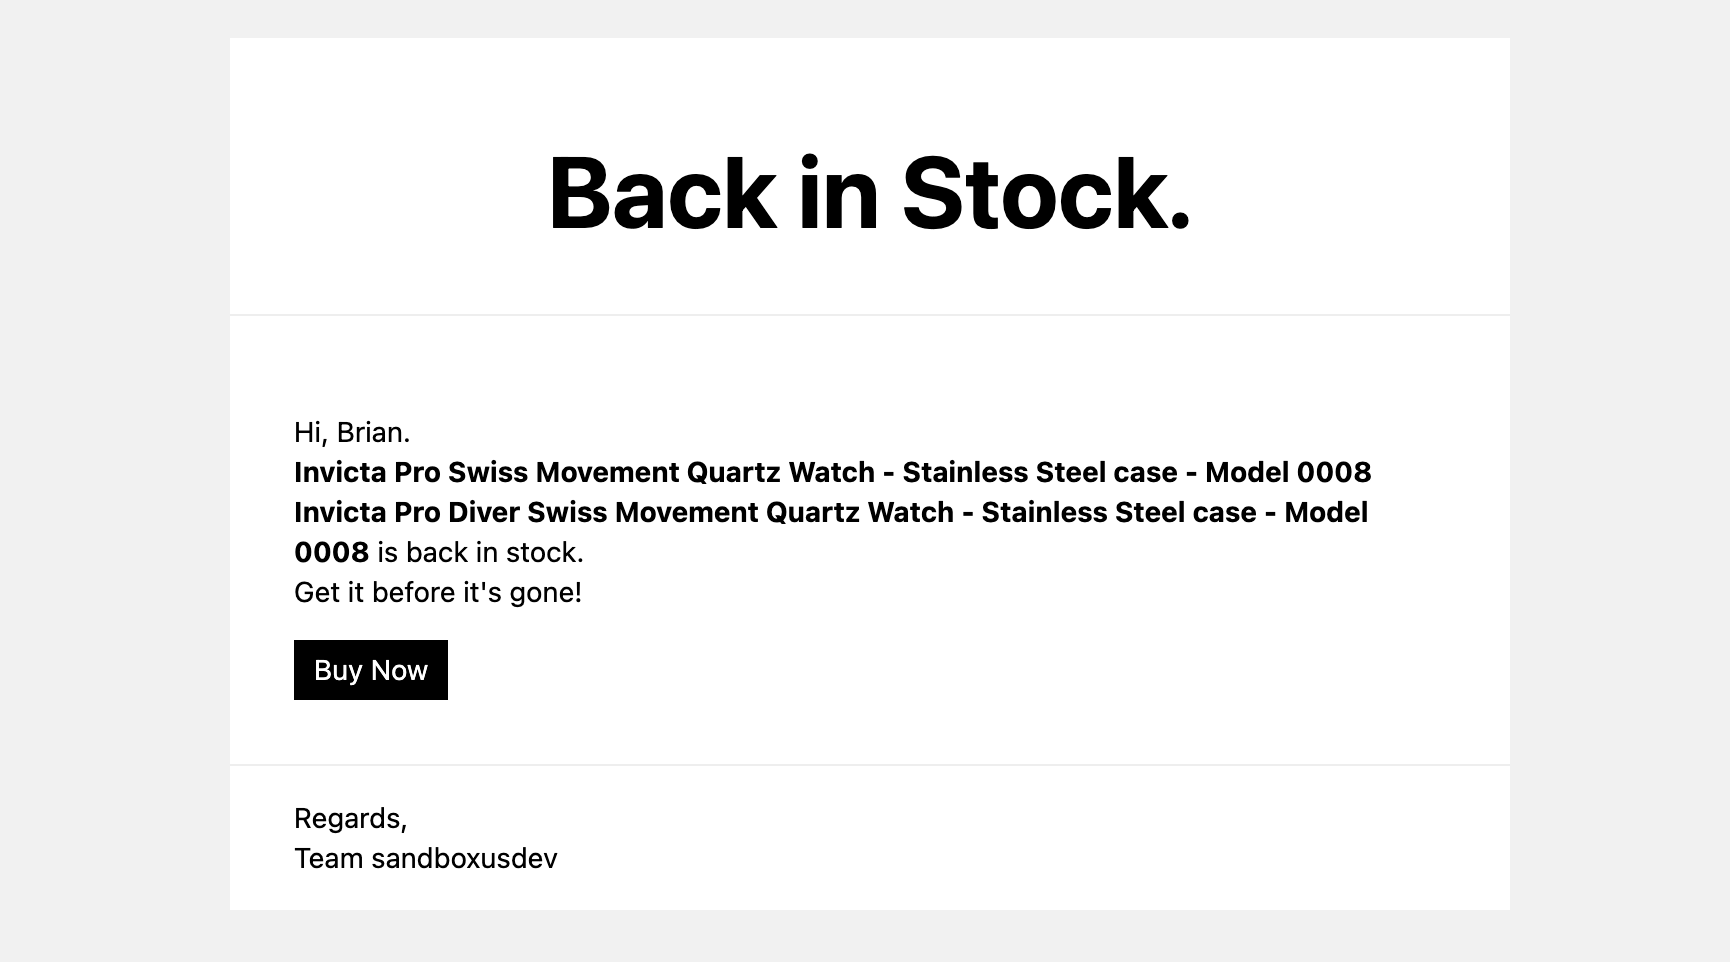 Back in Stock.
Hi, Brian.
Invicta Pro Swiss Movement Quartz Watch - Stainless Steel case - Model 0008
Invicta Pro Diver Swiss Movement Quartz Watch - Stainless Steel case - Model
0008 is back in stock.
Get it before it's gone!
Buy Now
Regards,
Team sandboxusdev